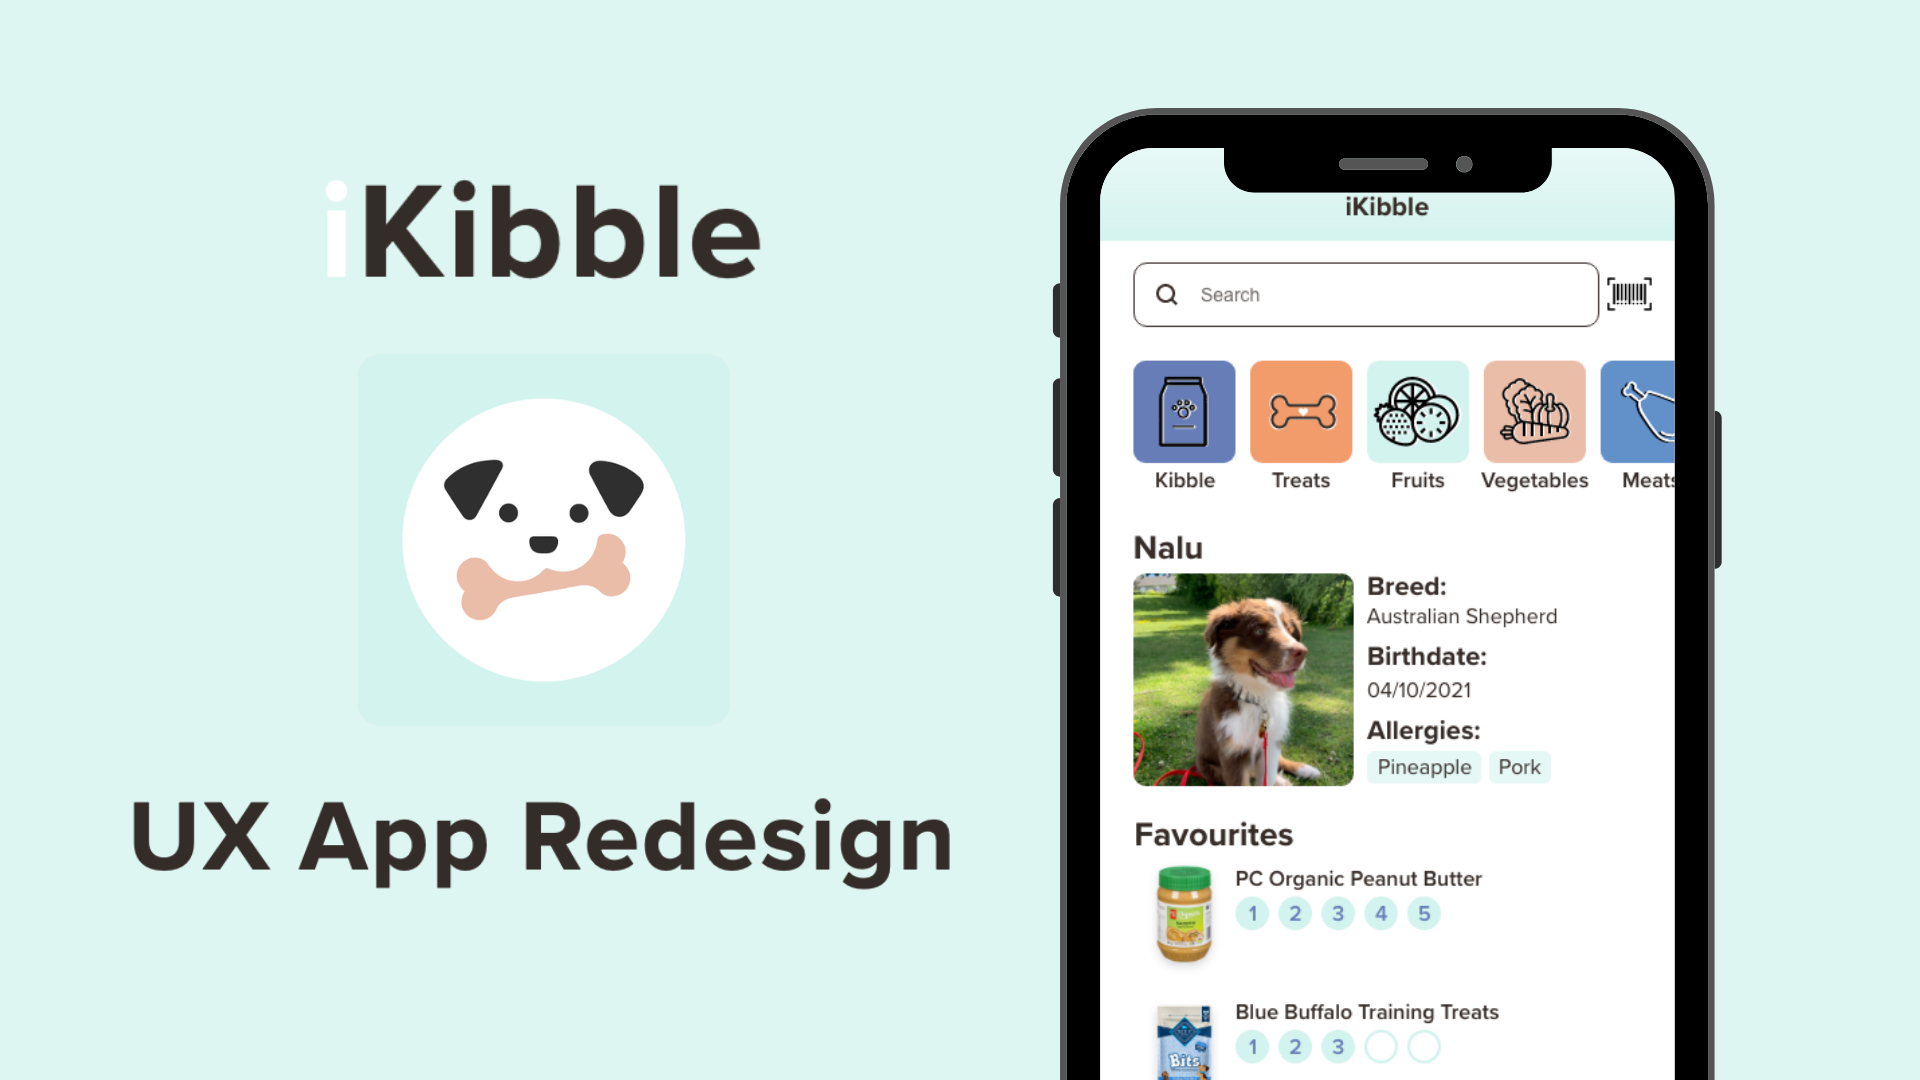 iKibble
UX App Redesign
iKibble
Search
Kibble
Treats
Fruits
Vegetables
Meats
Nalu
Breed:
Australian Shepherd
Birthdate:
04/10/2021
Allergies:
Pineapple
Pork
Favourites
PC Organic Peanut Butter
1 2 3 4 5
Blue Buffalo Training Treats
1 2 3
Bits